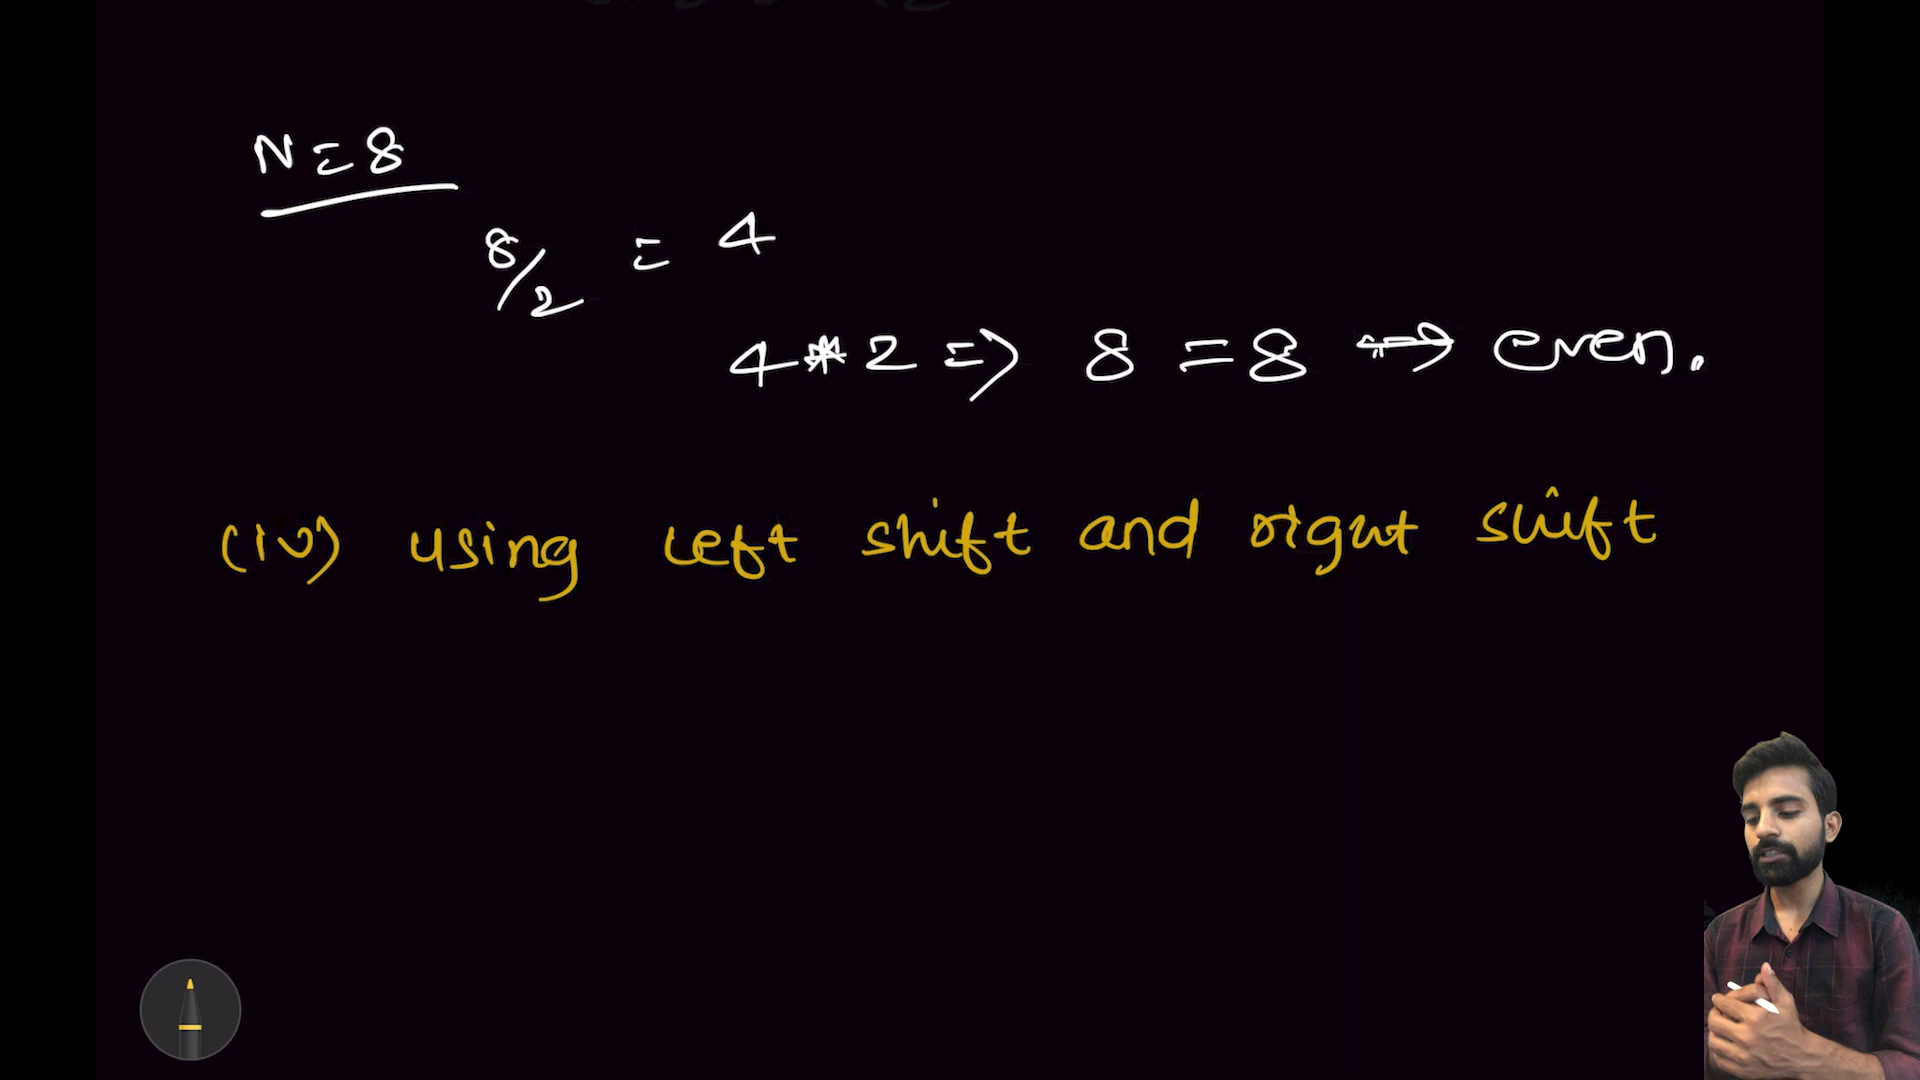 N = 8
8/2 = 4
4 * 2 => 8 = 8 → even.
(iv) using left shift and right shift